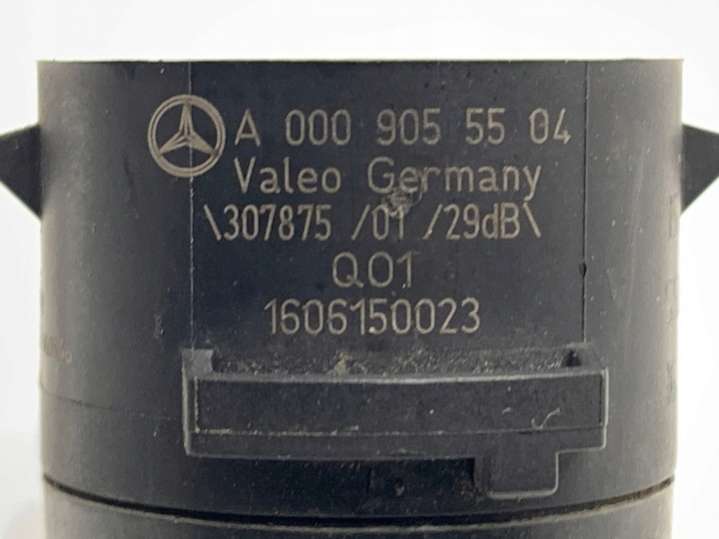 A 000 905 55 04
Valeo Germany
\307875 /01 /29dB\
Q01
1606150023